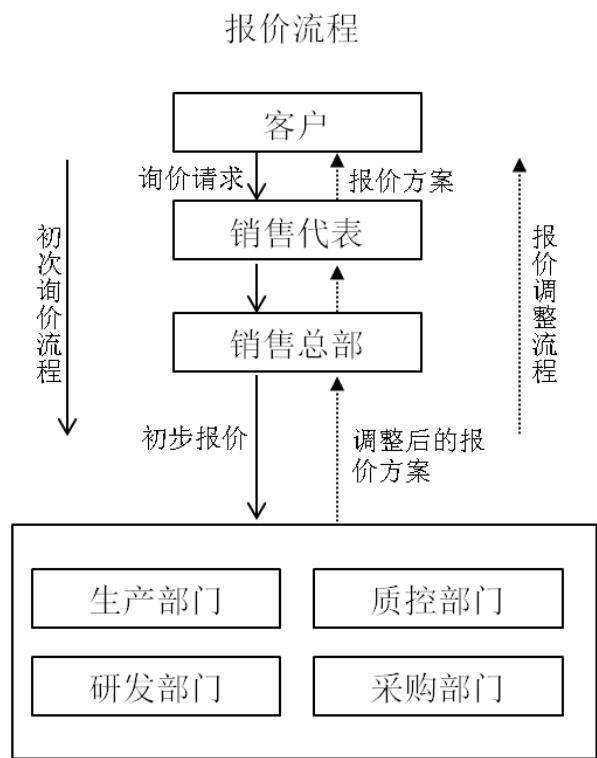 报价流程
客户
询价请求
报价方案
销售代表
初次询价流程
报价调整流程
销售总部
初步报价
调整后的报
价方案
生产部门
质控部门
研发部门
采购部门